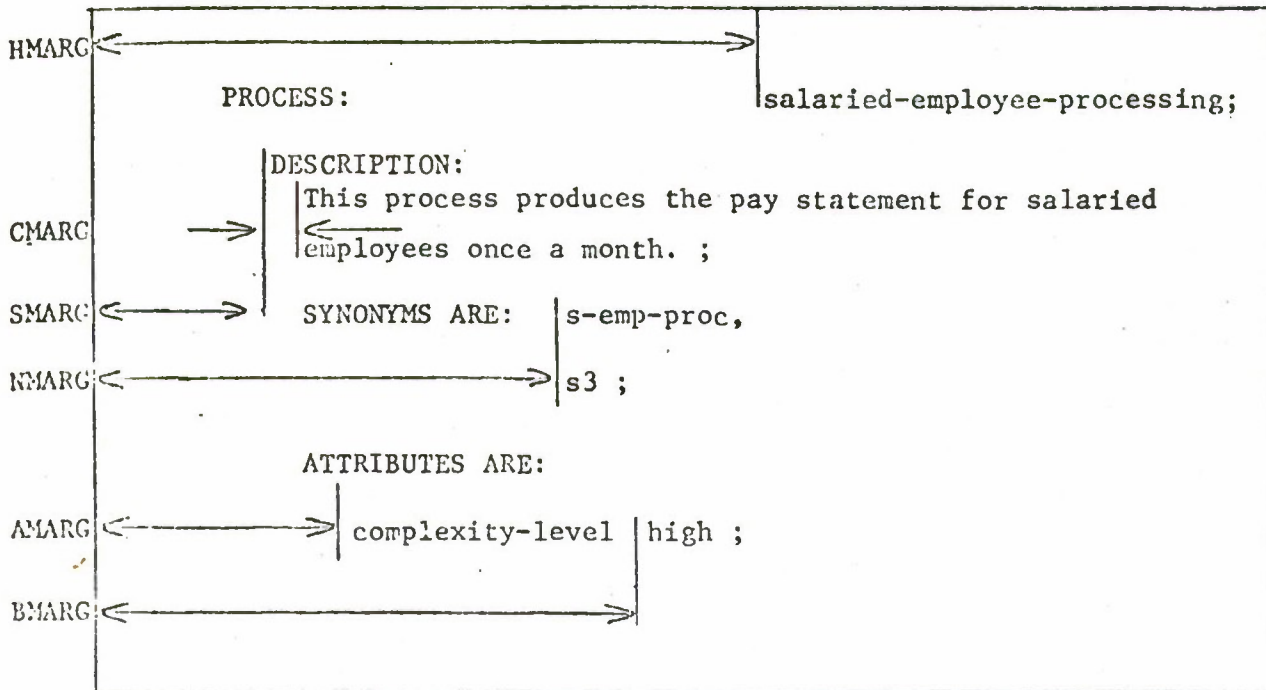 HMARG
PROCESS: salaried-employee-processing;
DESCRIPTION:
This process produces the pay statement for salaried
CMARG employees once a month. ;
SMARG SYNONYMS ARE: s-emp-proc,
NMARG s3 ;
ATTRIBUTES ARE:
AMARG complexity-level high ;
BMARG